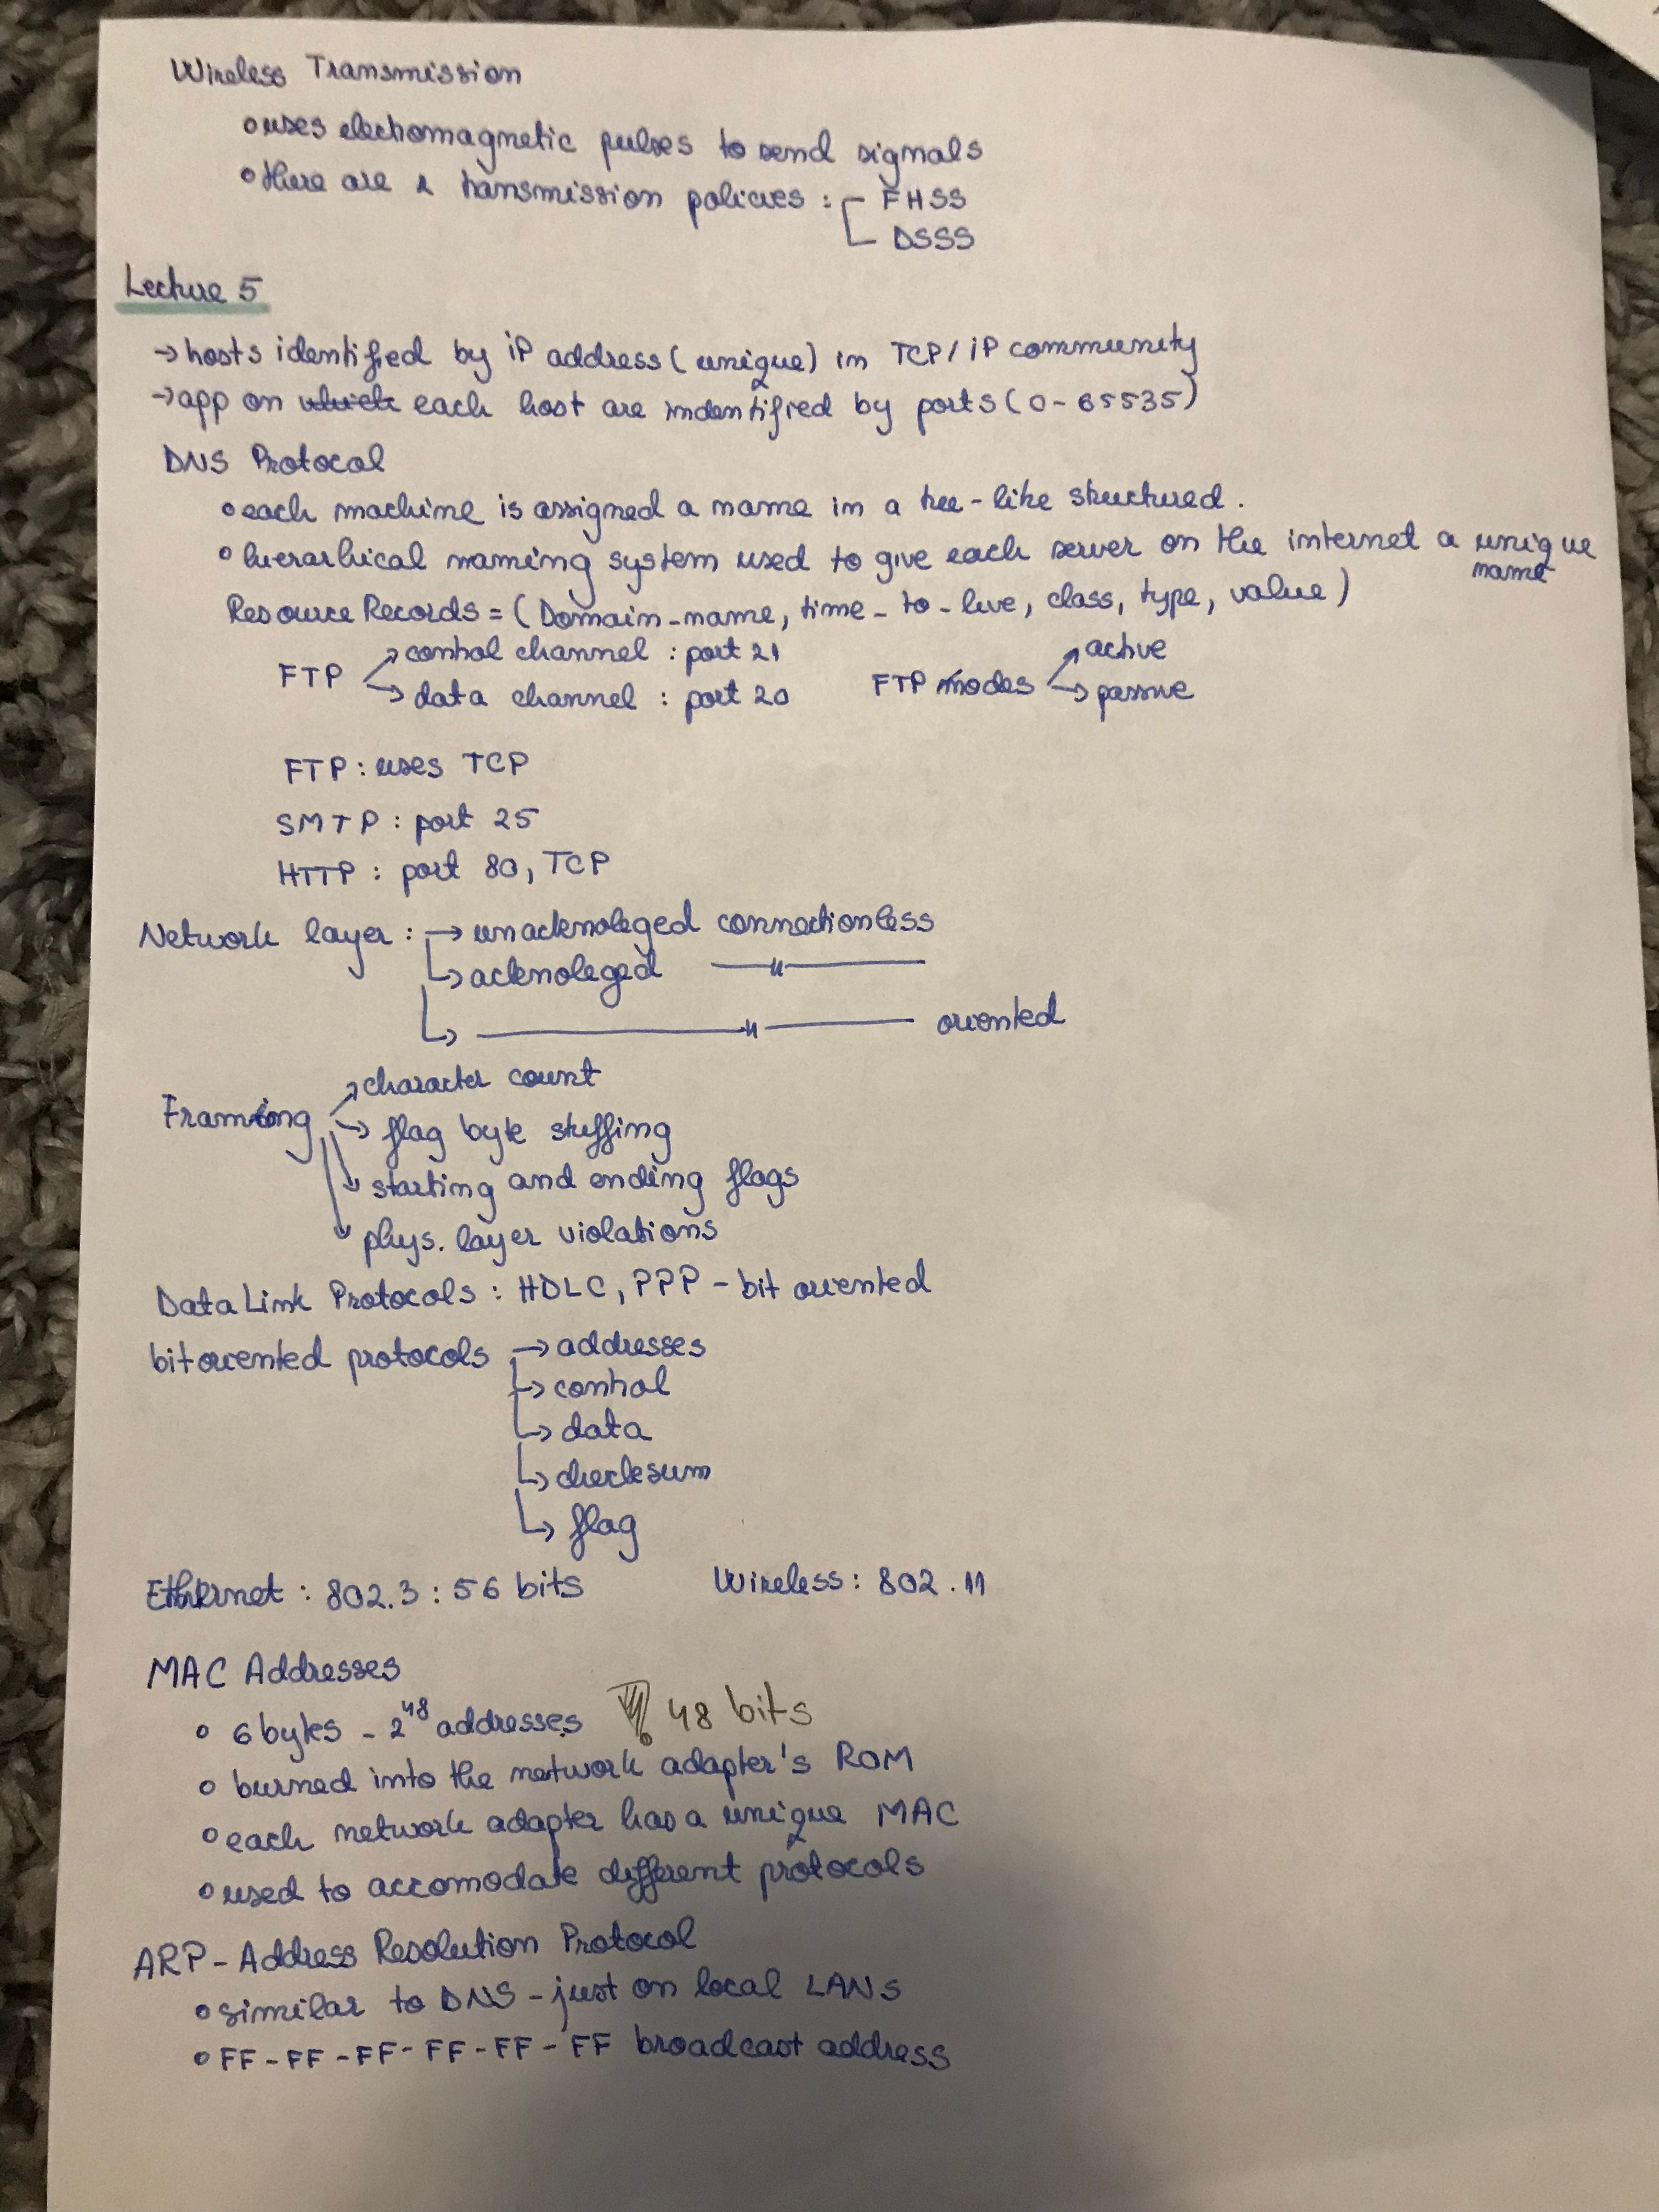 Wireless Transmission
• uses electromagnetic pulses to send signals
• there are 2 transmission policies : FHSS
DSSS
Lecture 5
→ hosts identified by iP address (unique) in TCP/iP community
→ app on which each host are indentified by ports (0-65535)
DNS Protocol
• each machine is assigned a name in a tree-like structured.
• hierarhical naming system used to give each server on the internet a unique
name
Resource Records = (Domain_name, time_to_live, class, type, value)
FTP → control channel : port 21
→ data channel : port 20
FTP modes → active
→ passive
FTP : uses TCP
SMTP : port 25
HTTP : port 80, TCP
Network layer : → unacknoleged connectionless
→ acknoleged —"—
→ —"— oriented
Framing → character count
→ flag byte stuffing
→ starting and ending flags
→ phys. layer violations
Data Link Protocols : HDLC, PPP - bit oriented
bit oriented protocols → addresses
→ control
→ data
→ checksum
→ flag
Ethernet : 802.3 : 56 bits Wireless : 802.11
MAC Addresses
• 6 bytes - 2^48 addresses ! 48 bits
• burned into the network adapter's ROM
• each network adapter has a unique MAC
• used to accomodate different protocols
ARP - Address Resolution Protocol
• similar to DNS - just on local LANs
• FF-FF-FF-FF-FF-FF broadcast address